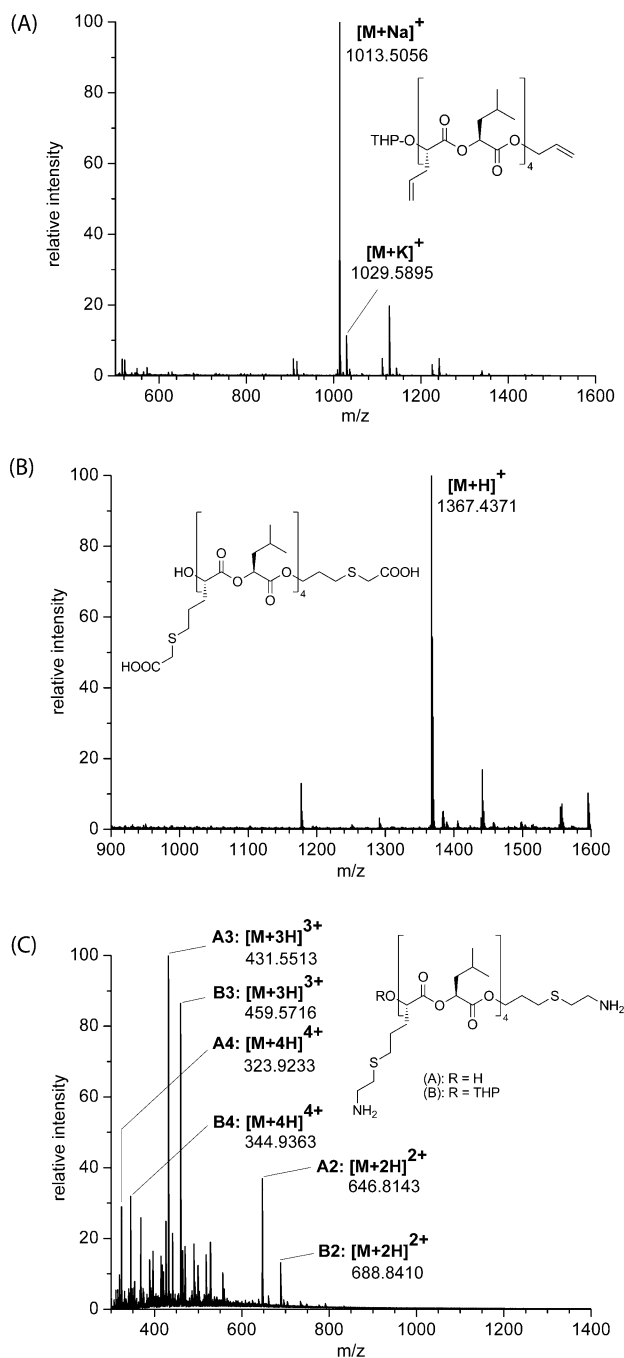 (A)
100
80
60
40
20
0
relative intensity
[M+Na]+
1013.5056
[M+K]+
1029.5895
THP-O
O
O
O
O
4
600 800 1000 1200 1400 1600
m/z
(B)
100
80
60
40
20
0
relative intensity
[M+H]+
1367.4371
HO
O
O
O
O
4
S
COOH
S
HOOC
900 1000 1100 1200 1300 1400 1500 1600
m/z
(C)
100
80
60
40
20
0
relative intensity
A3: [M+3H]3+
431.5513
B3: [M+3H]3+
459.5716
A4: [M+4H]4+
323.9233
B4: [M+4H]4+
344.9363
A2: [M+2H]2+
646.8143
B2: [M+2H]2+
688.8410
RO
O
O
O
O
4
S
NH2
S
NH2
(A): R = H
(B): R = THP
400 600 800 1000 1200 1400
m/z